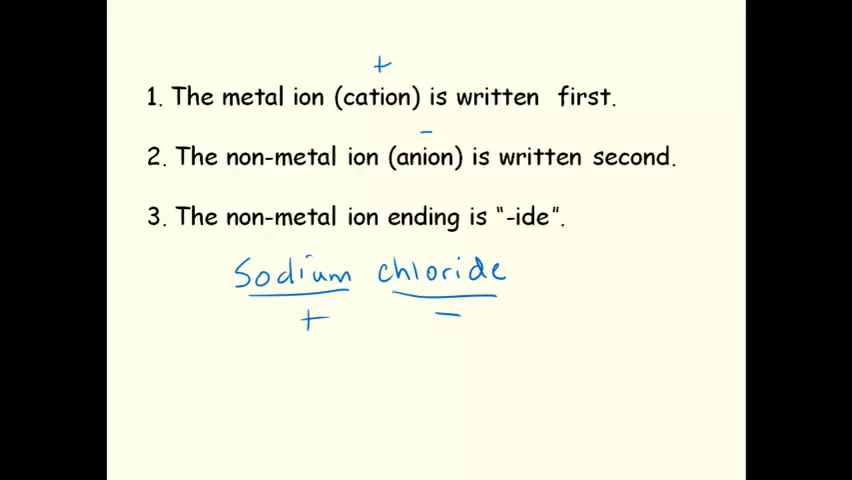 +
1. The metal ion (cation) is written first.
-
2. The non-metal ion (anion) is written second.
3. The non-metal ion ending is "-ide".
Sodium chloride
+ -